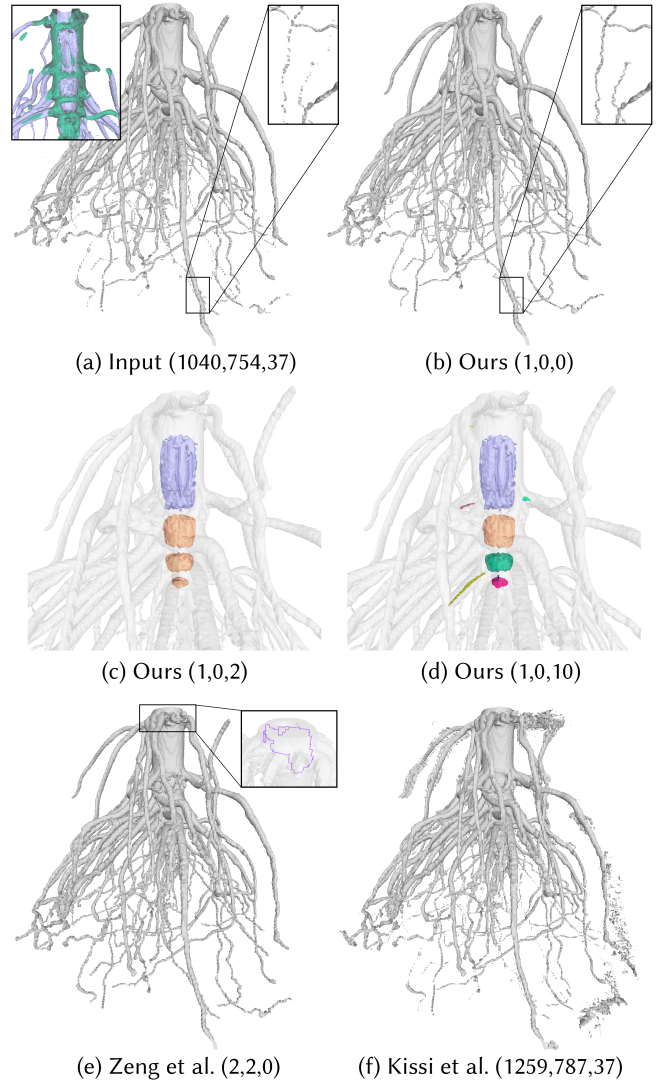 (a) Input (1040,754,37)
(b) Ours (1,0,0)
(c) Ours (1,0,2)
(d) Ours (1,0,10)
(e) Zeng et al. (2,2,0)
(f) Kissi et al. (1259,787,37)